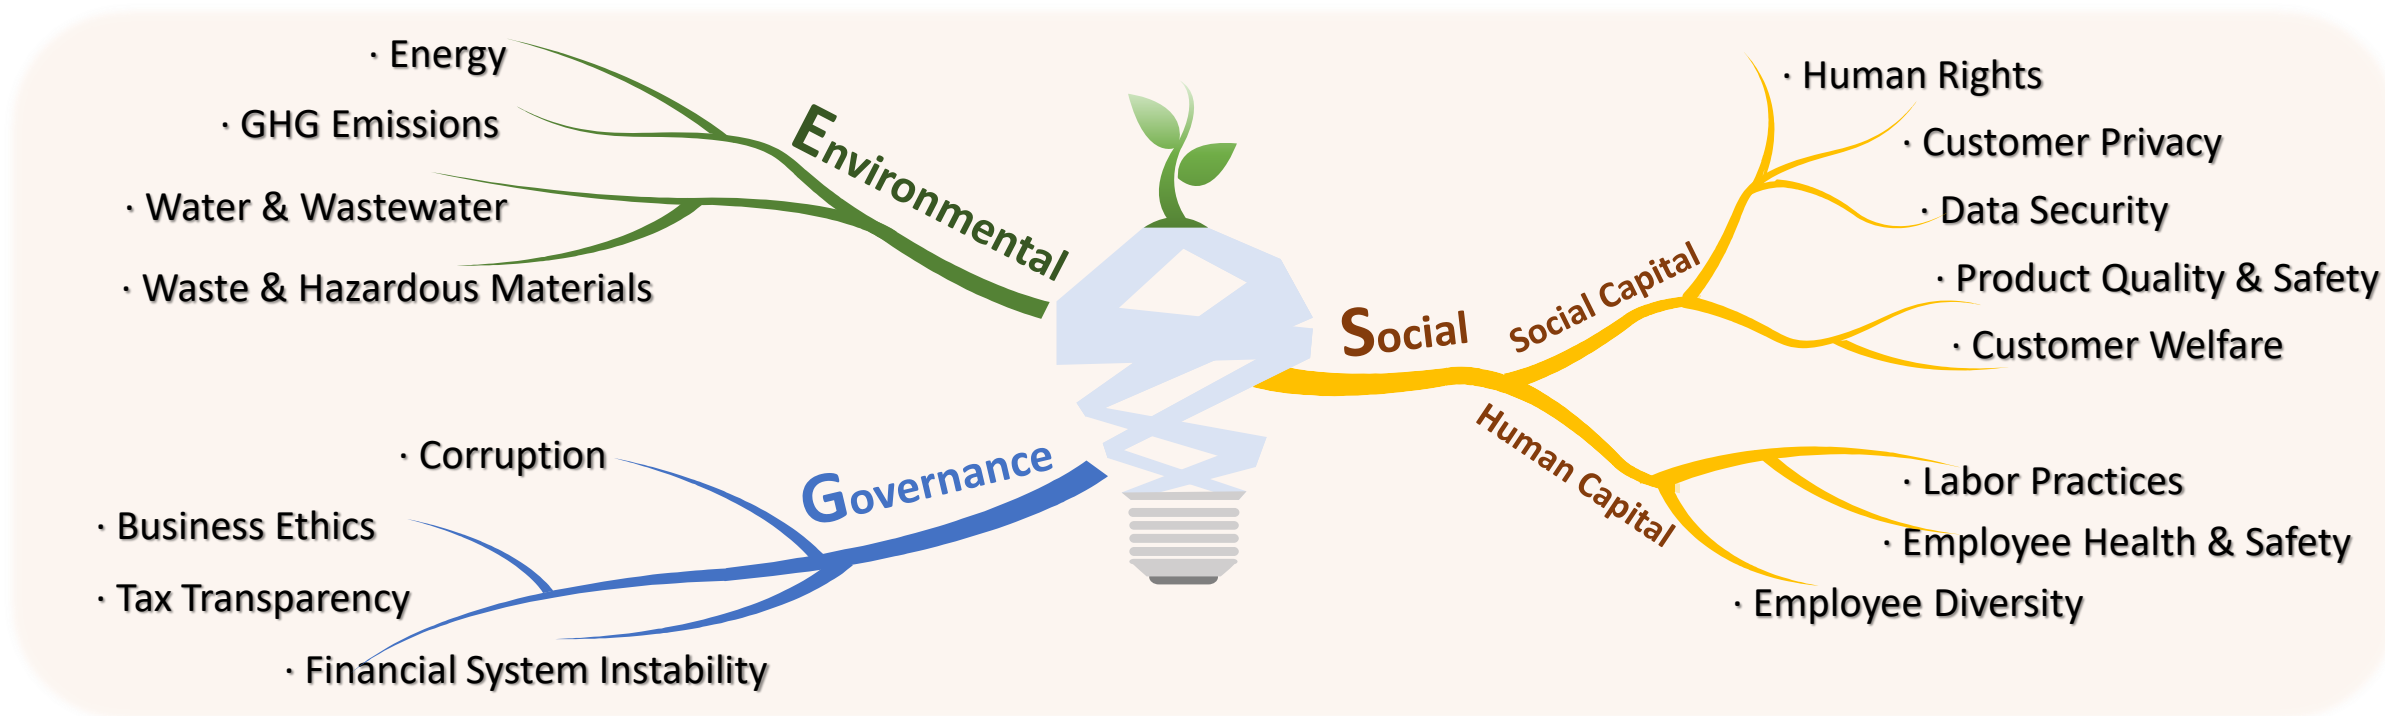 Environmental
· Energy
· GHG Emissions
· Water & Wastewater
· Waste & Hazardous Materials
Social
Social Capital
· Human Rights
· Customer Privacy
· Data Security
· Product Quality & Safety
· Customer Welfare
Human Capital
· Labor Practices
· Employee Health & Safety
· Employee Diversity
Governance
· Corruption
· Business Ethics
· Tax Transparency
· Financial System Instability